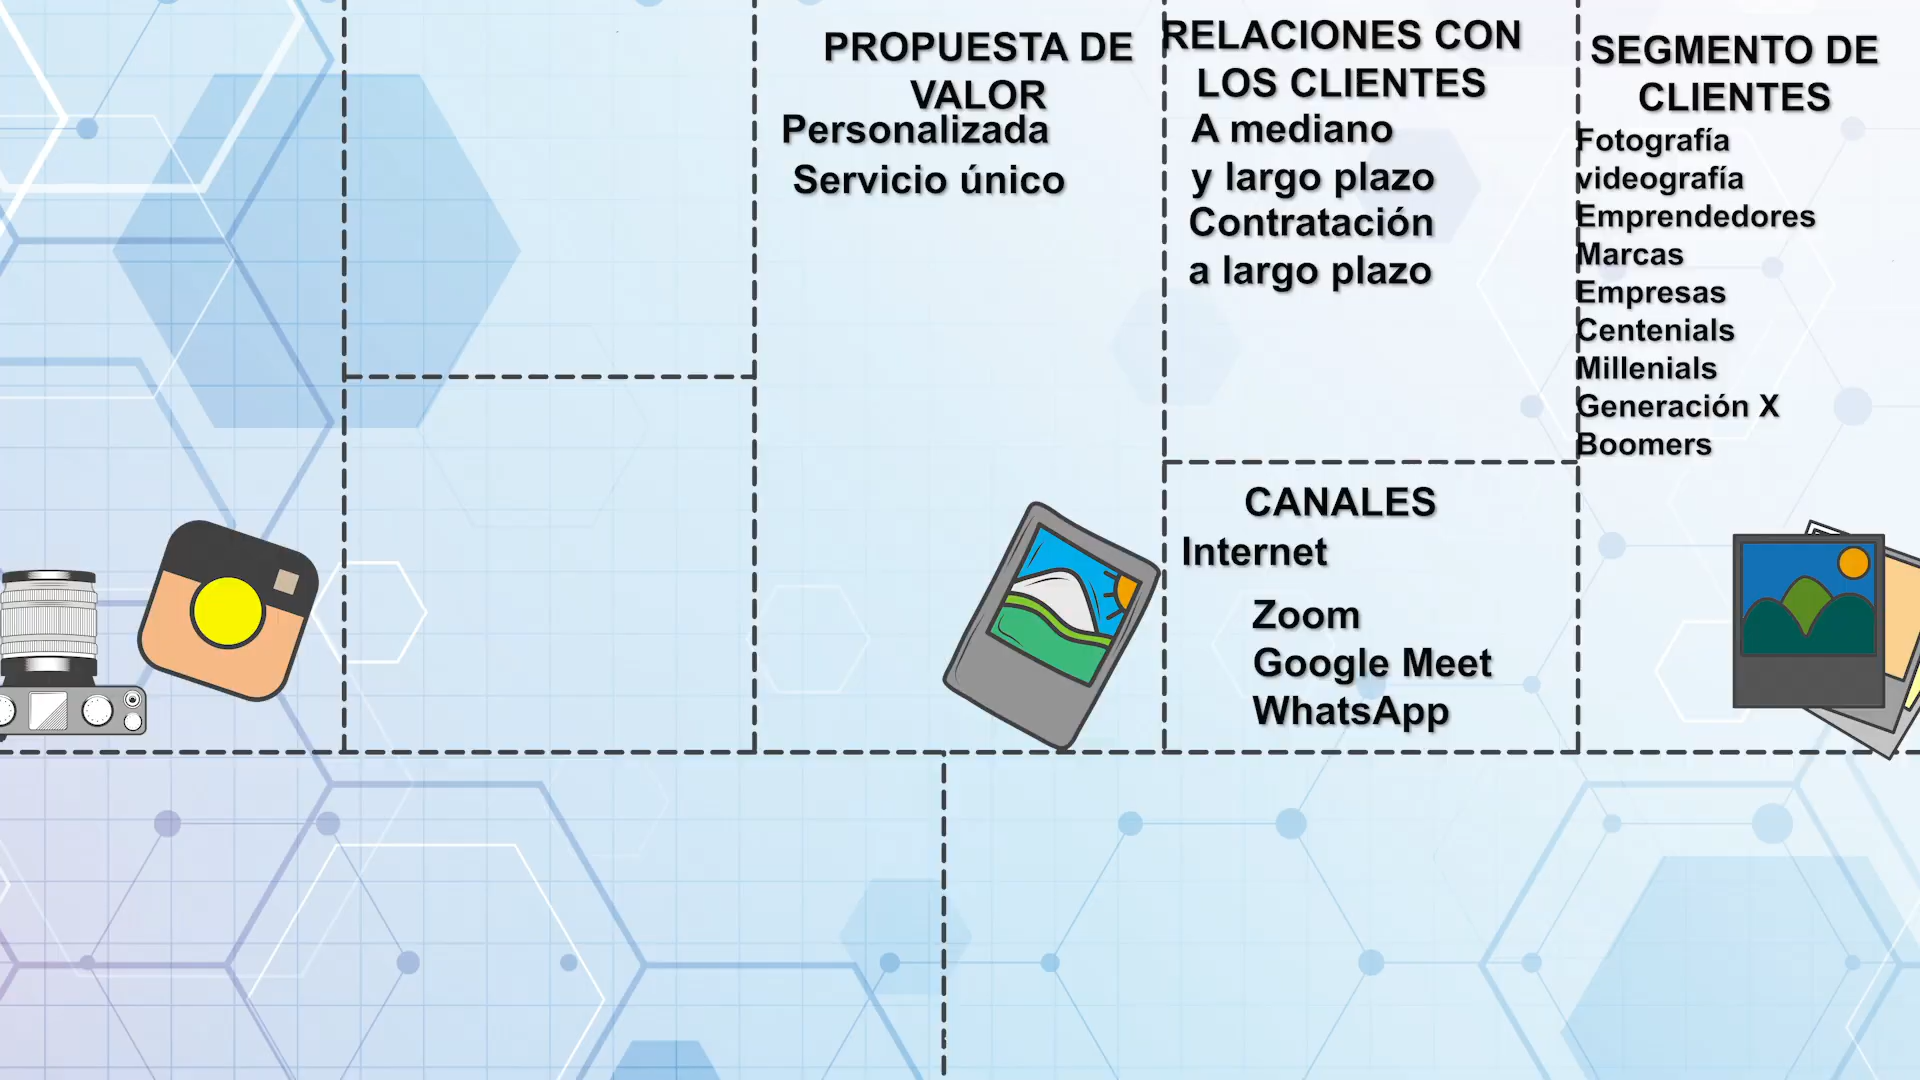 PROPUESTA DE
VALOR
Personalizada
Servicio único
RELACIONES CON
LOS CLIENTES
A mediano
y largo plazo
Contratación
a largo plazo
CANALES
Internet
Zoom
Google Meet
WhatsApp
SEGMENTO DE
CLIENTES
Fotografía
videografía
Emprendedores
Marcas
Empresas
Centenials
Millenials
Generación X
Boomers